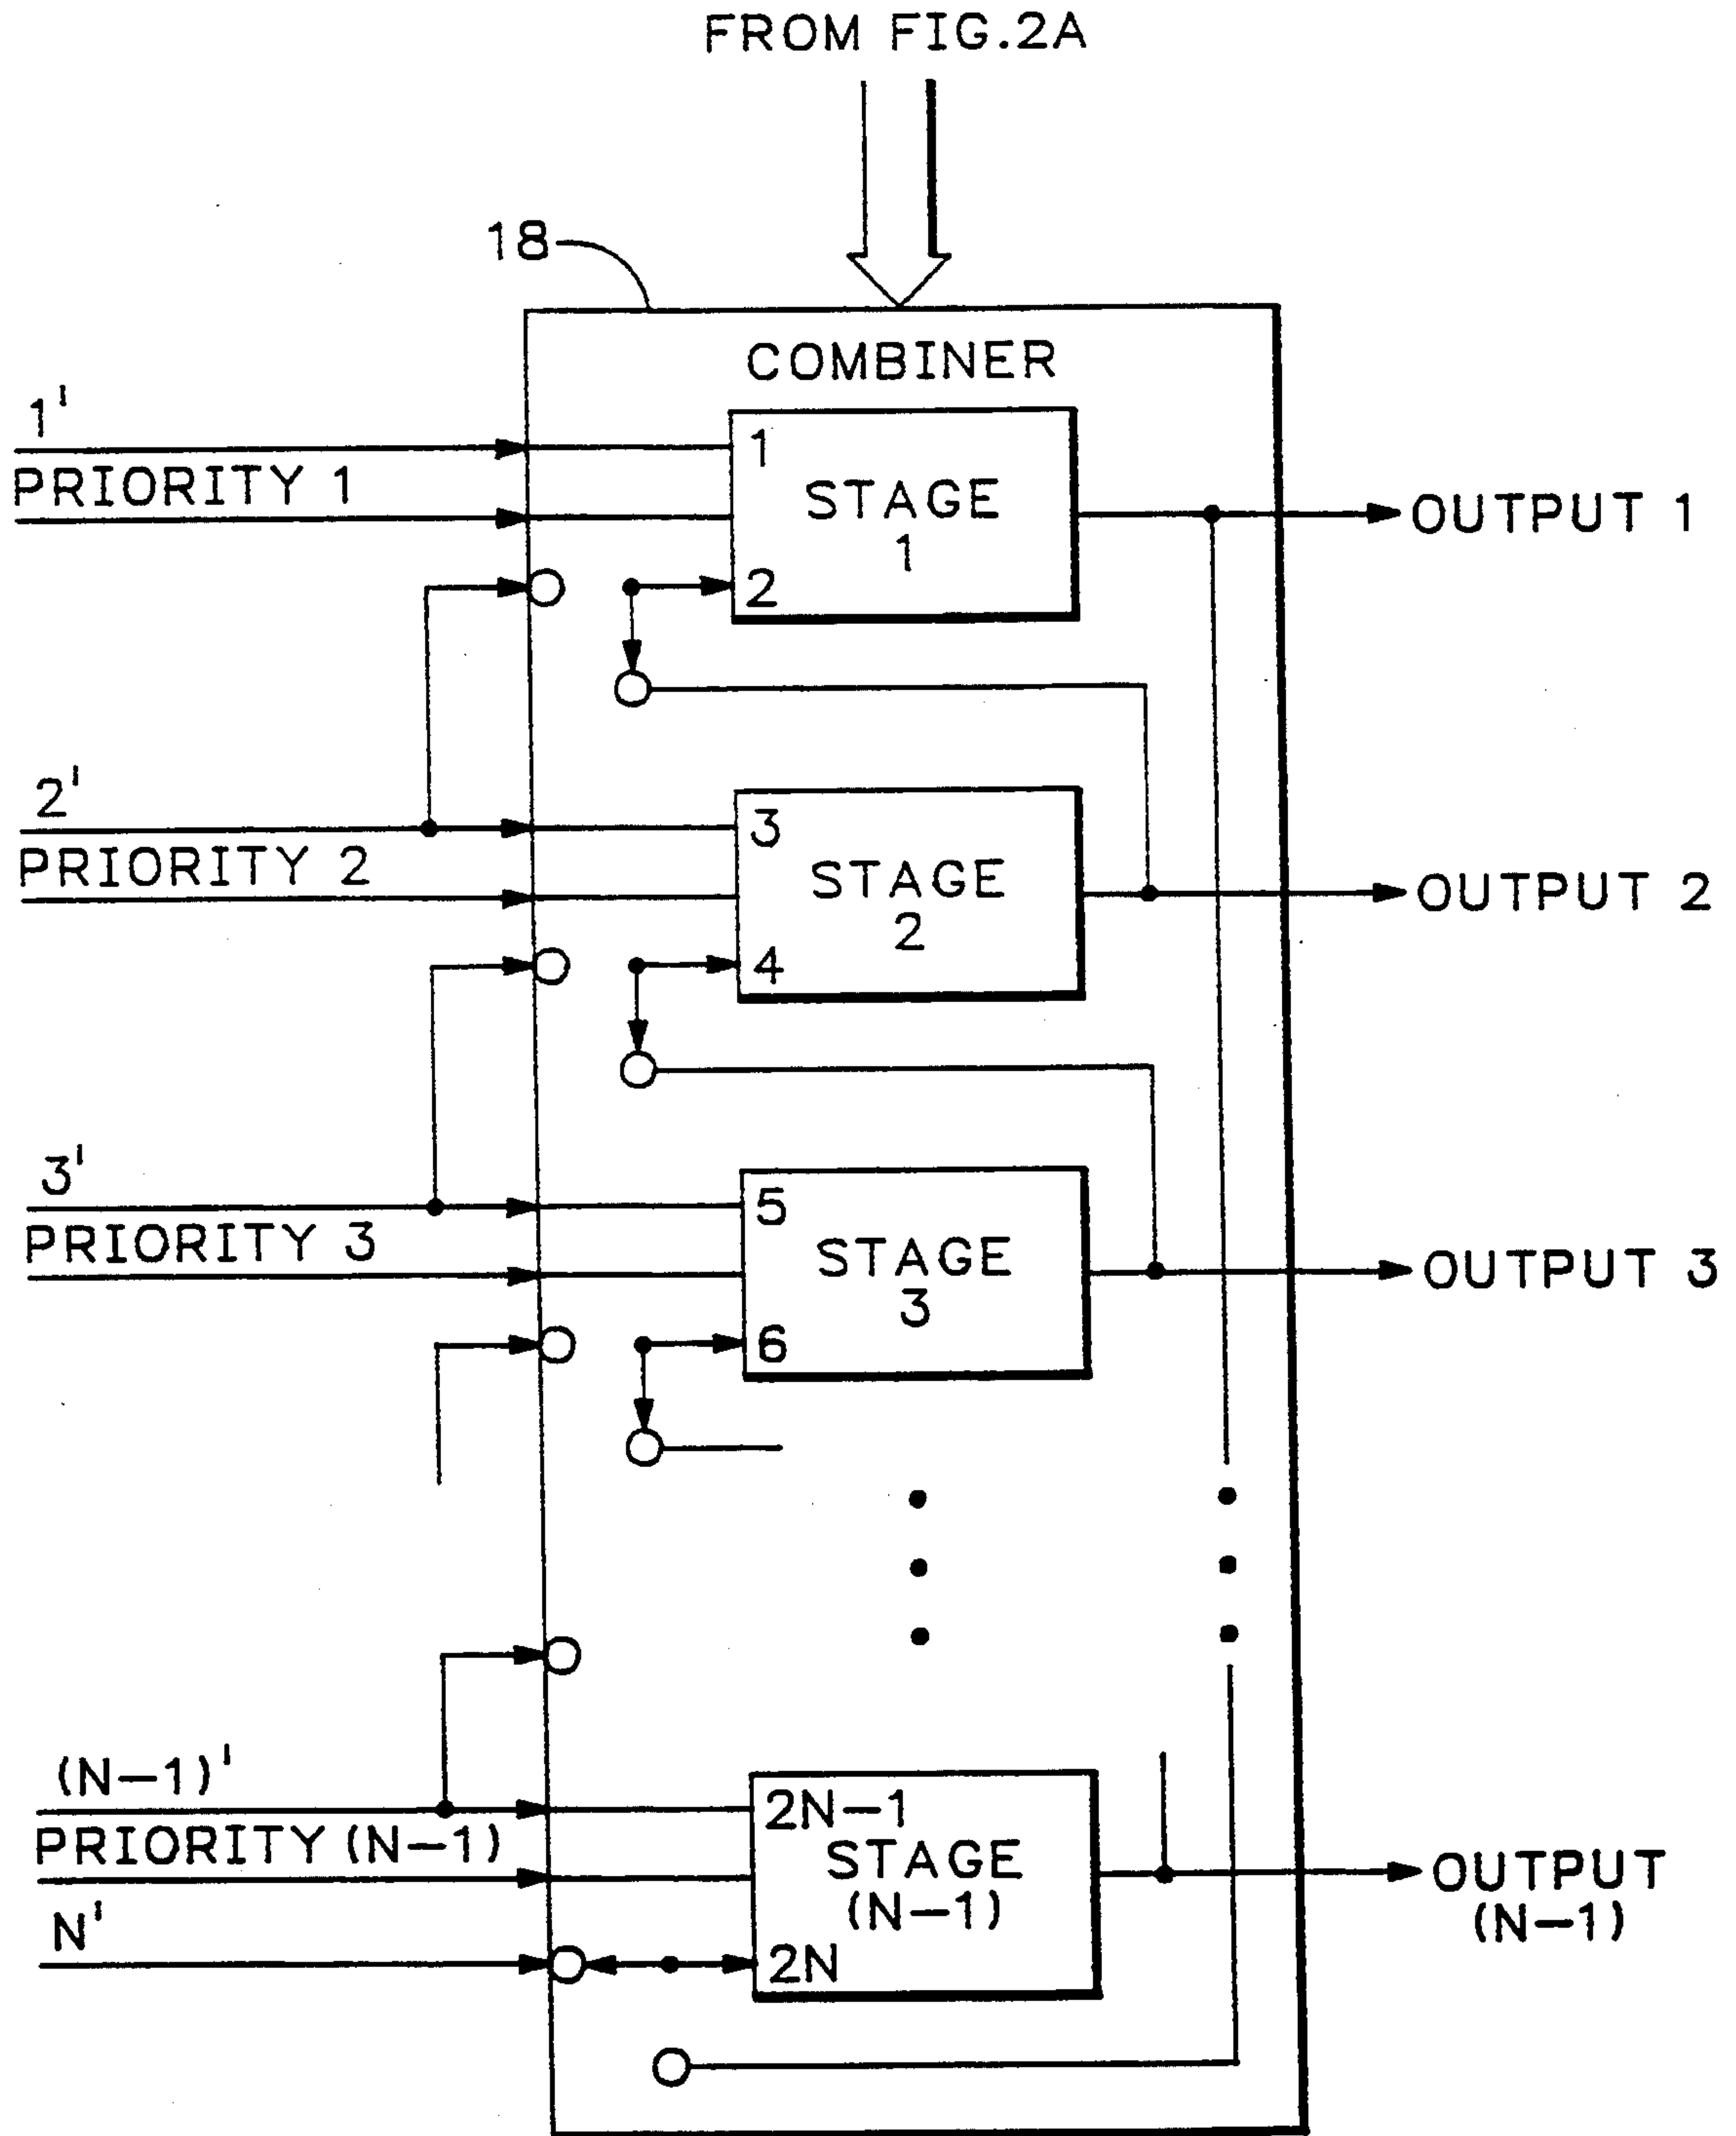 FROM FIG.2A
18
COMBINER
1'
PRIORITY 1
1
STAGE
1
2
OUTPUT 1
2'
PRIORITY 2
3
STAGE
2
4
OUTPUT 2
3'
PRIORITY 3
5
STAGE
3
6
OUTPUT 3
(N-1)'
PRIORITY (N-1)
N'
2N-1
STAGE
(N-1)
2N
OUTPUT
(N-1)